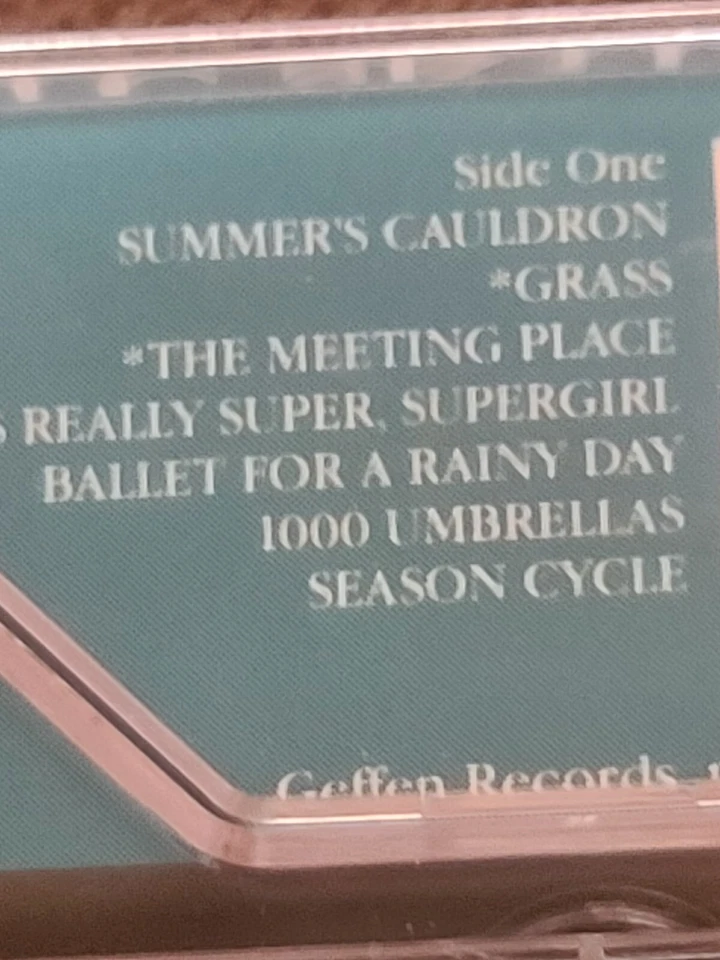 Side One
SUMMER'S CAULDRON
*GRASS
*THE MEETING PLACE
S REALLY SUPER, SUPERGIRL
BALLET FOR A RAINY DAY
1000 UMBRELLAS
SEASON CYCLE
Geffen Records